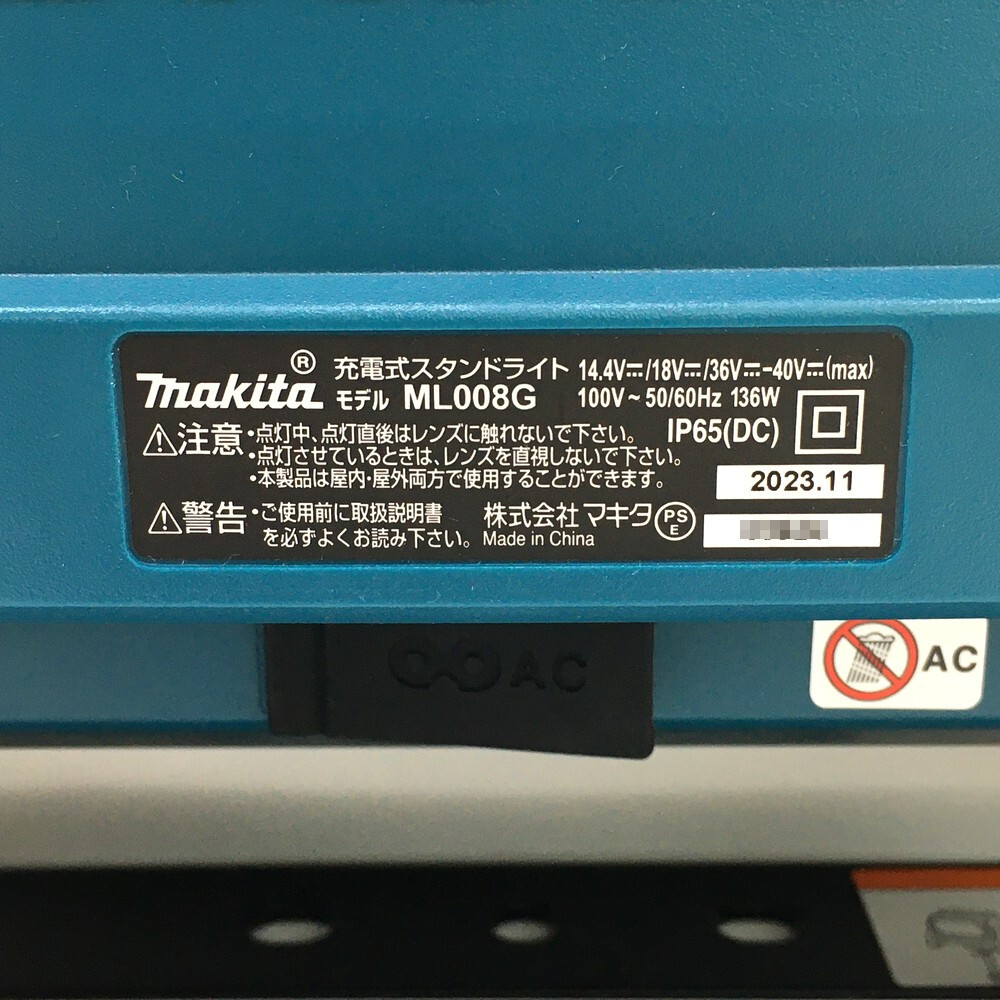 makita®
充電式スタンドライト 14.4V⎓/18V⎓/36V⎓-40V⎓(max)
モデル ML008G 100V~50/60Hz 136W
⚠注意 ・点灯中、点灯直後はレンズに触れないで下さい。 IP65(DC)
・点灯させているときは、レンズを直視しないで下さい。
・本製品は屋内・屋外両方で使用することができます。
2023.11
⚠警告 ・ご使用前に取扱説明書
を必ずよくお読み下さい。
株式会社 マキタ
Made in China
PS
E
AC
AC